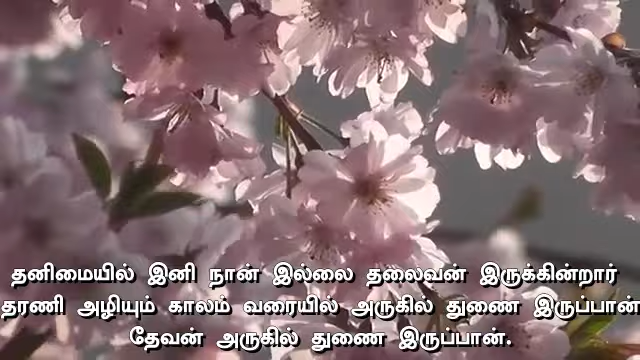 தனிமையில் இனி நான் இல்லை தலைவன் இருக்கின்றார்
தரணி அழியும் காலம் வரையில் அருகில் துணை இருப்பான்
தேவன் அருகில் துணை இருப்பான்.